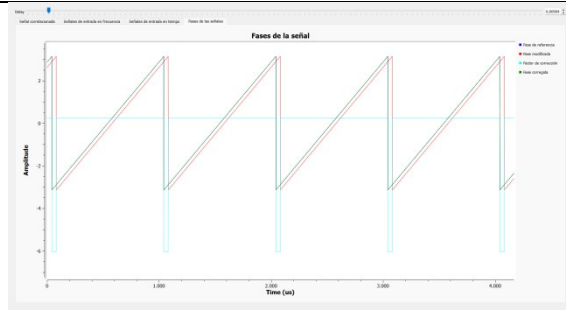 Delay
Señal correlacionada Señales de entrada en frecuencia Señales de entrada en tiempo Fases de las señales
Fases de la señal
Fase de referencia
Fase modificada
Factor de corrección
Fase corregida
Amplitude
2
0
-2
-4
-6
0 1.000 2.000 3.000 4.000
Time (us)